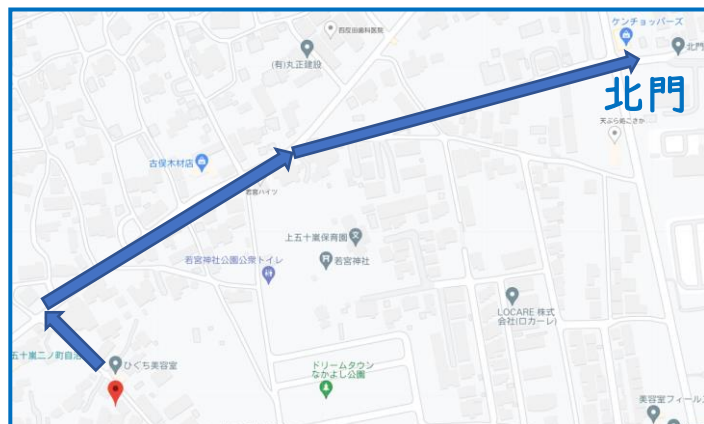 ケンチョッパーズ
四反田歯科医院
北門
(有)丸正建設
北門
天ぷらぬこさか
古俣木材店
若宮ハイツ
上五十嵐保育園
若宮神社公園公衆トイレ
若宮神社
LOCARE 株式
会社(ロカーレ)
五十嵐二ノ町自治
ひぐち美容室
ドリームタウン
なかよし公園
美容室フィール